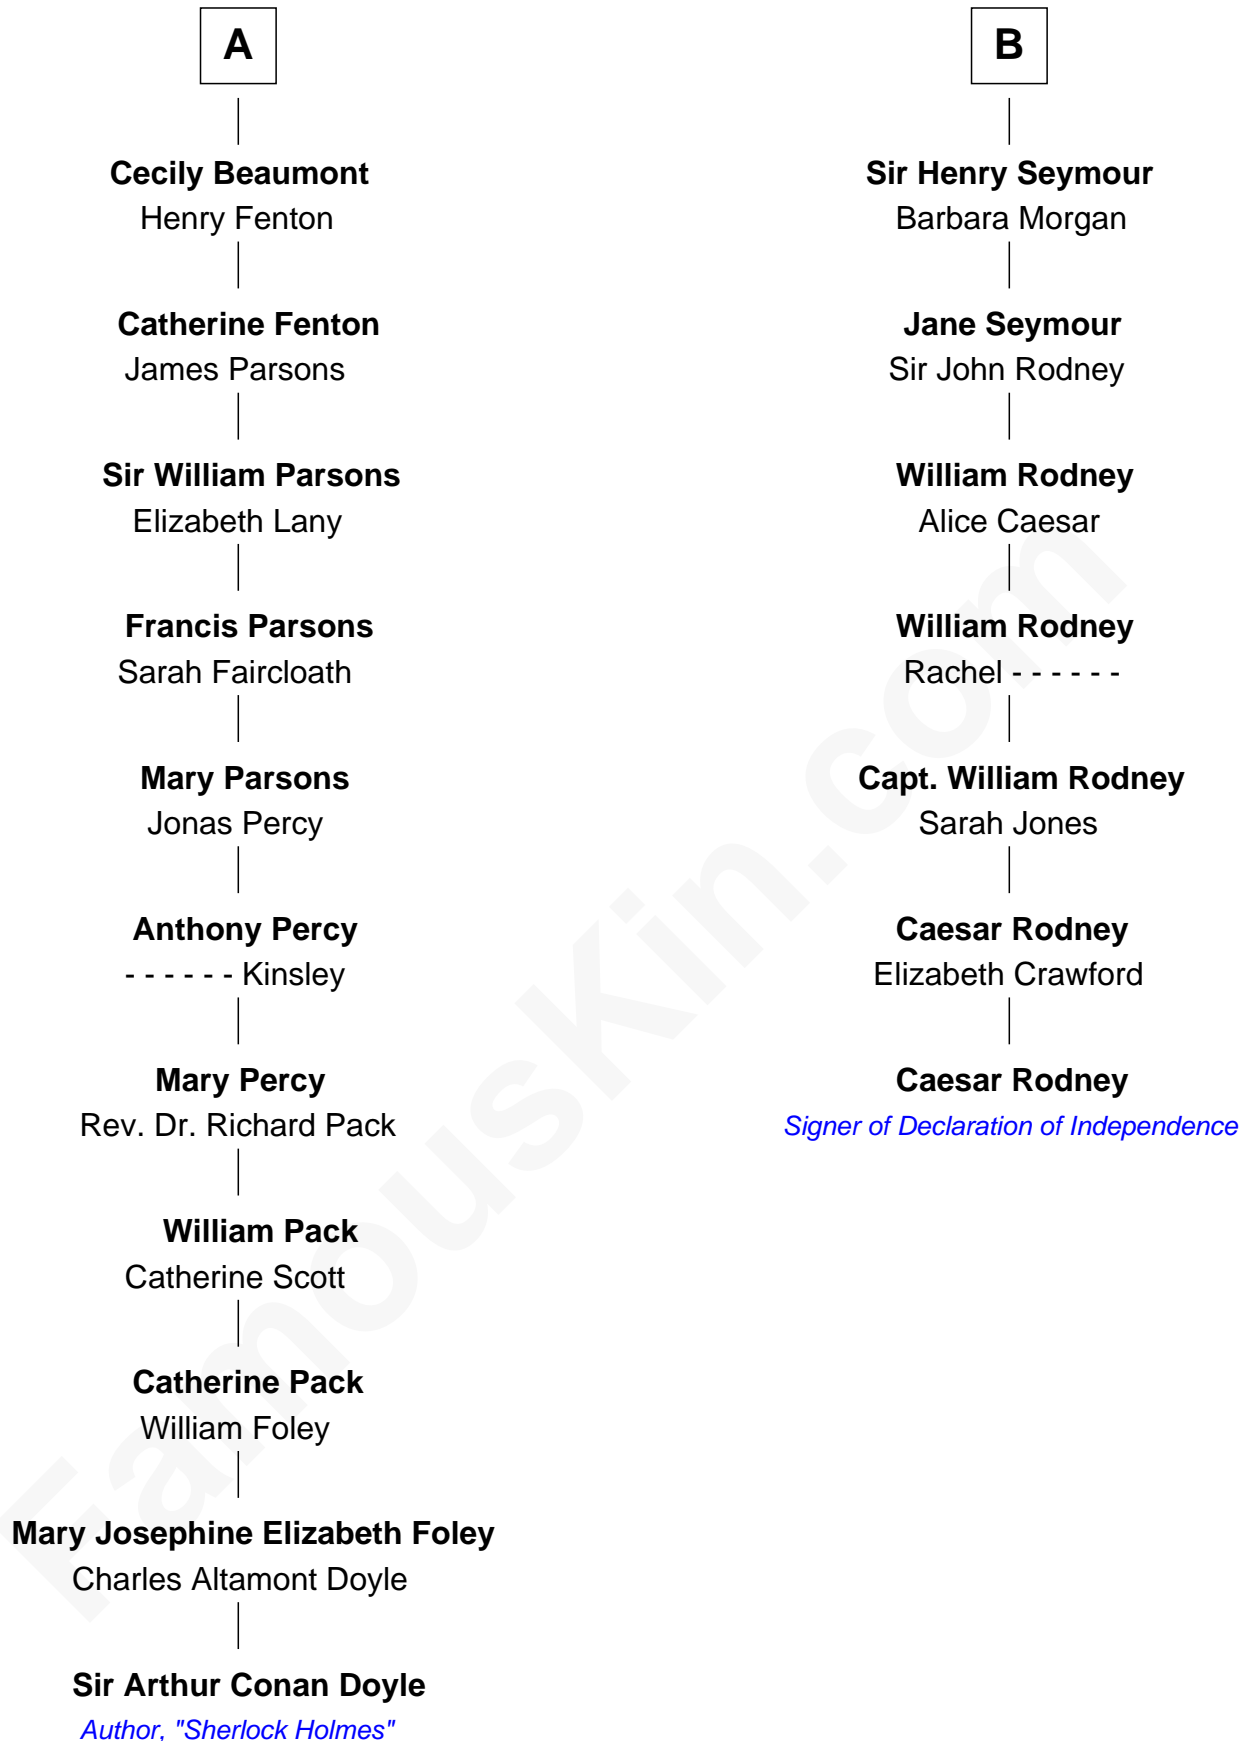 A
Cecily Beaumont
Henry Fenton
Catherine Fenton
James Parsons
Sir William Parsons
Elizabeth Lany
Francis Parsons
Sarah Faircloath
Mary Parsons
Jonas Percy
Anthony Percy
- - - - - - Kinsley
Mary Percy
Rev. Dr. Richard Pack
William Pack
Catherine Scott
Catherine Pack
William Foley
Mary Josephine Elizabeth Foley
Charles Altamont Doyle
Sir Arthur Conan Doyle
Author, "Sherlock Holmes"
B
Sir Henry Seymour
Barbara Morgan
Jane Seymour
Sir John Rodney
William Rodney
Alice Caesar
William Rodney
Rachel - - - - - -
Capt. William Rodney
Sarah Jones
Caesar Rodney
Elizabeth Crawford
Caesar Rodney
Signer of Declaration of Independence
FamousKin.com